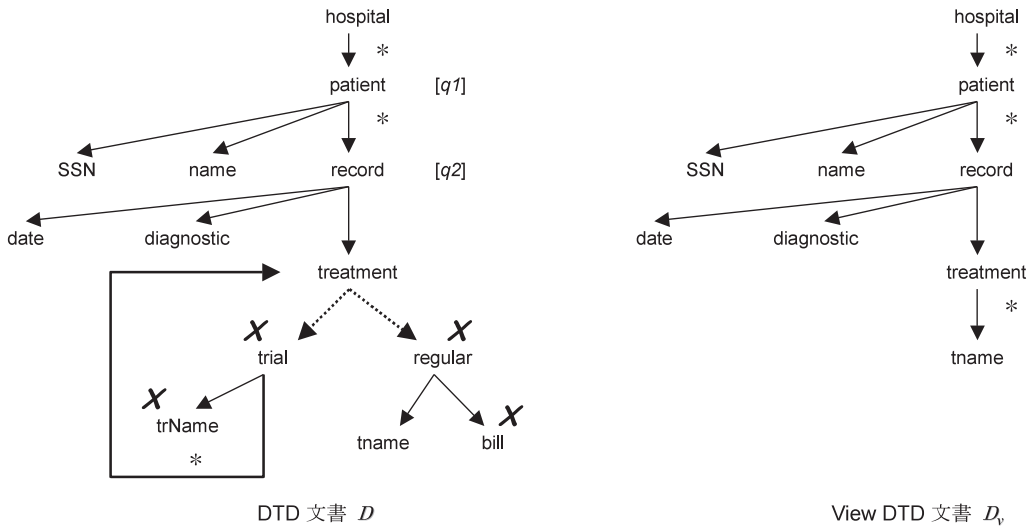 hospital
*
patient [q1]
*
SSN name record [q2]
date diagnostic
treatment
X X
trial regular
X X
trName tname bill
*
DTD 文書 D
hospital
*
patient
*
SSN name record
date diagnostic
treatment
*
tname
View DTD 文書 Dv